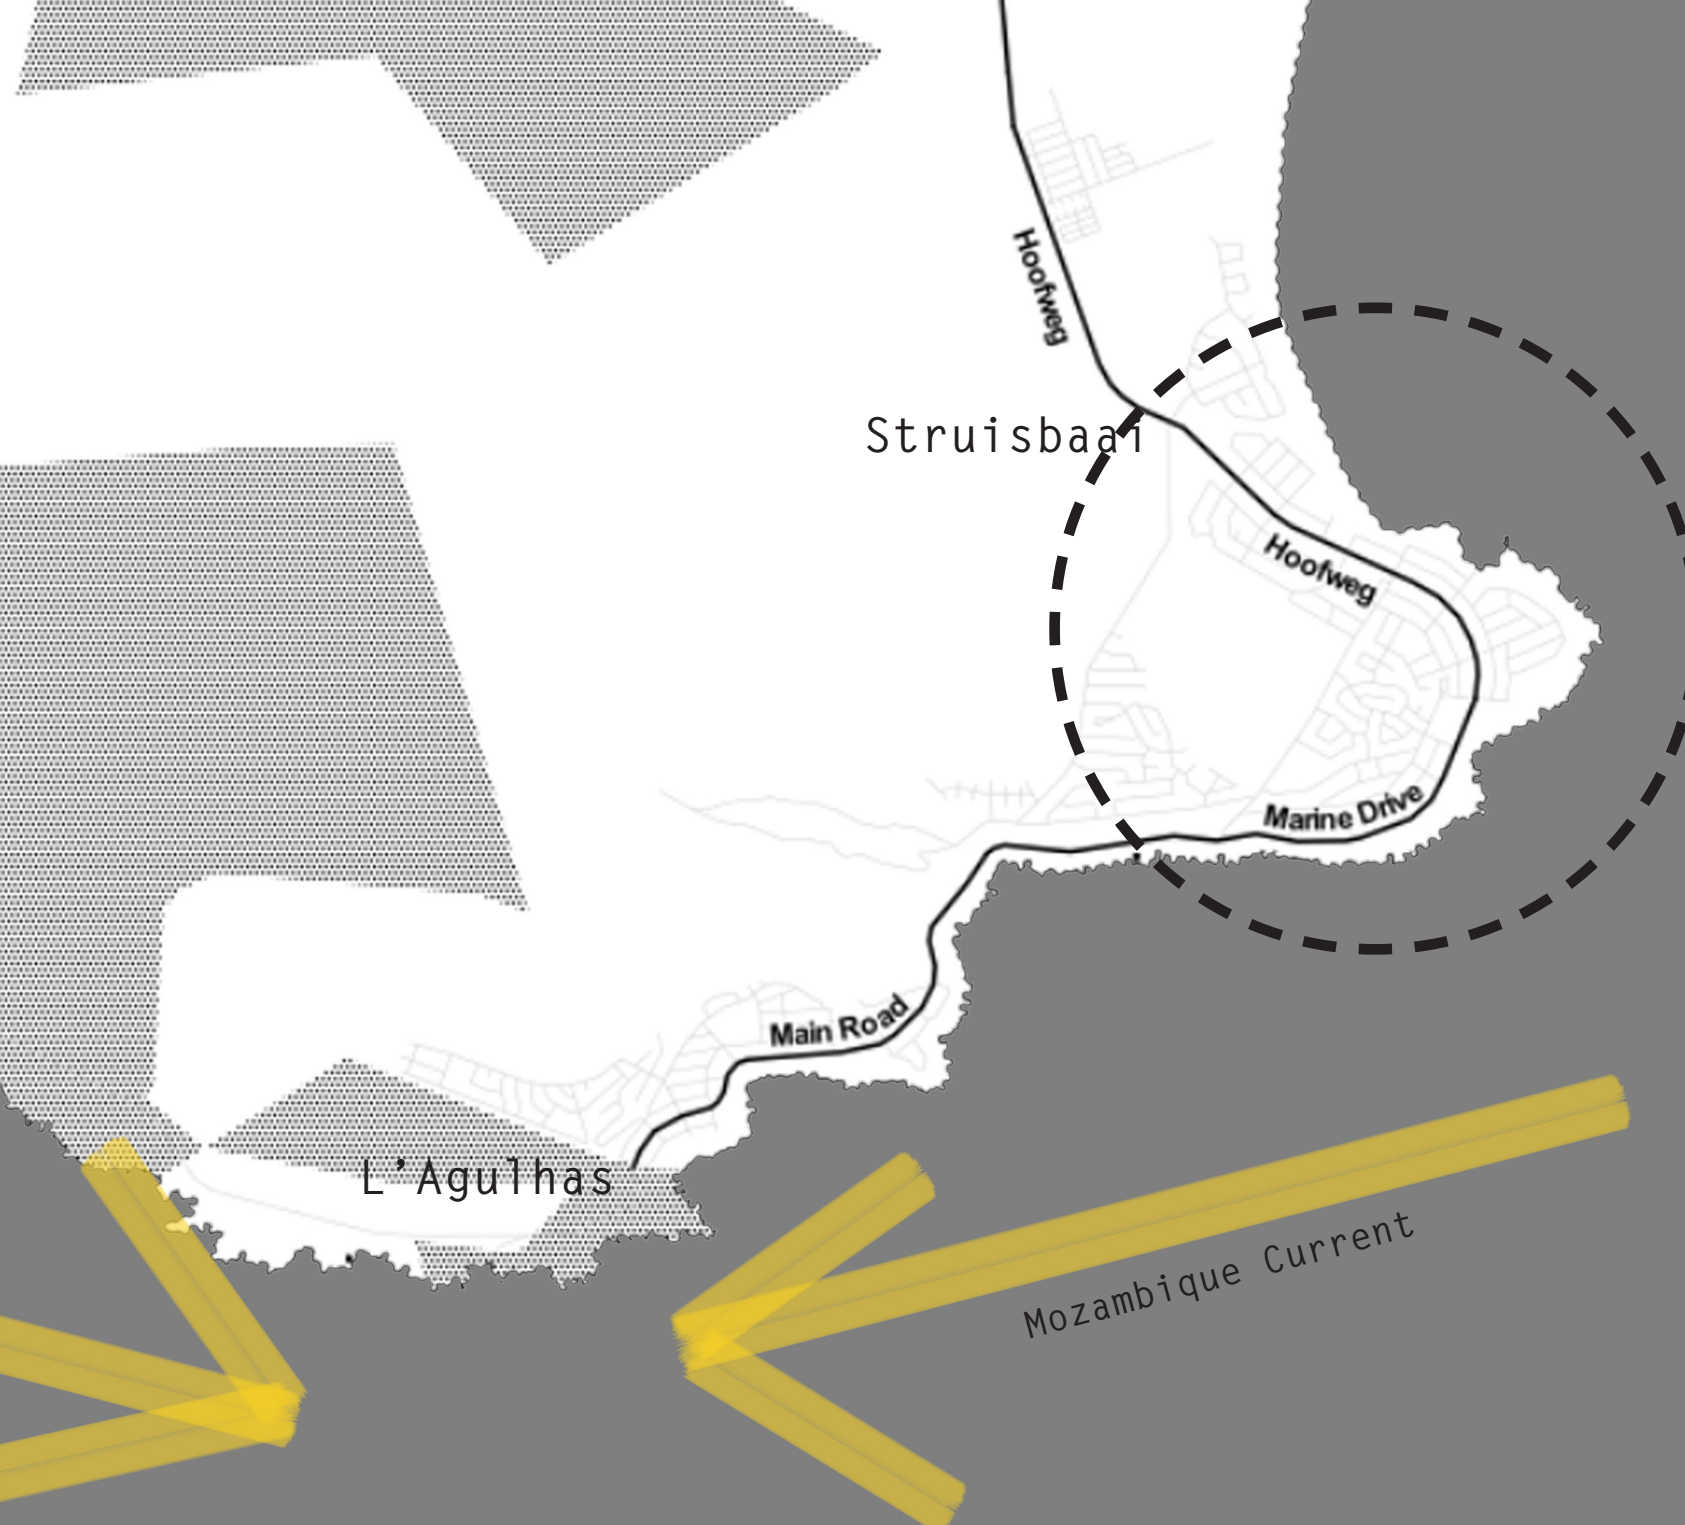 Hoofweg
Struisbaai
Hoofweg
Marine Drive
Main Road
L'Agulhas
Mozambique Current